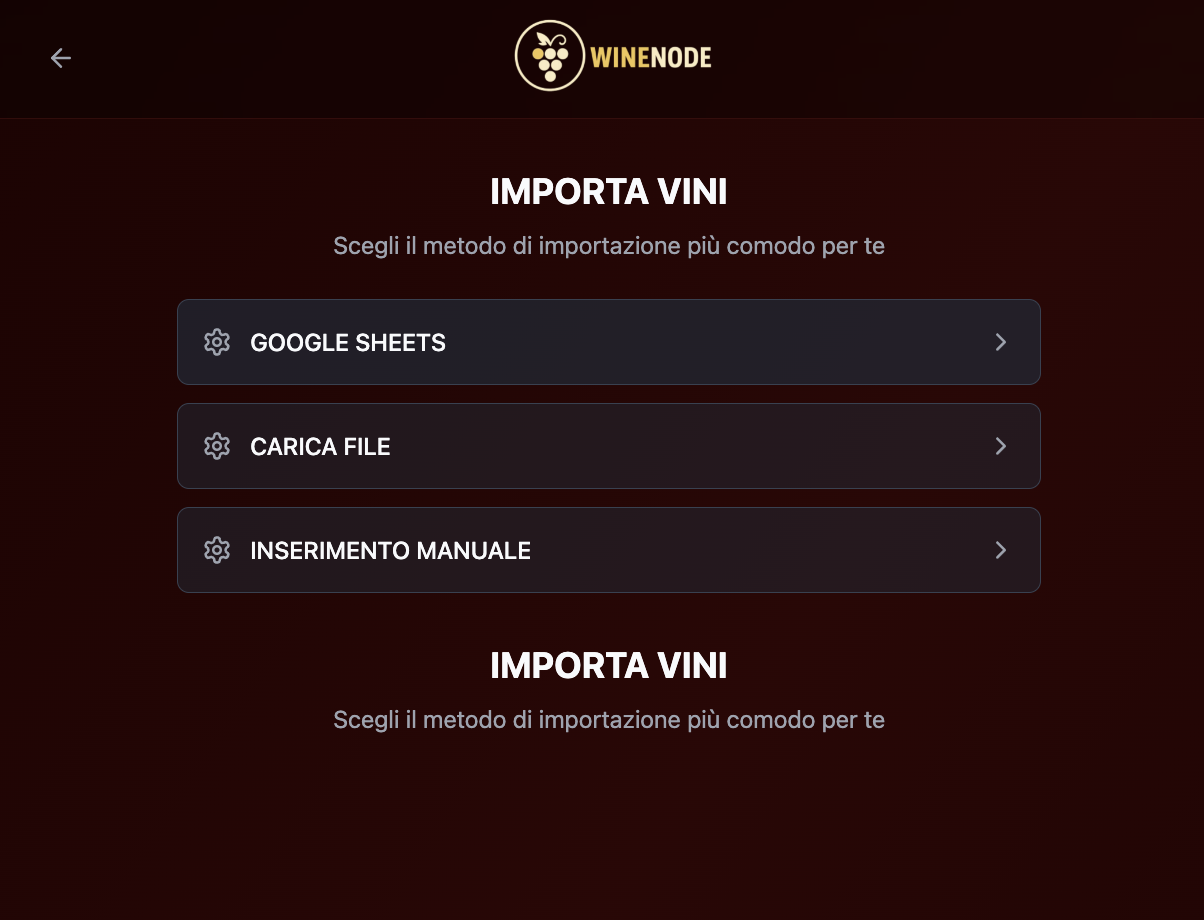 WINENODE
IMPORTA VINI
Scegli il metodo di importazione più comodo per te
GOOGLE SHEETS
CARICA FILE
INSERIMENTO MANUALE
IMPORTA VINI
Scegli il metodo di importazione più comodo per te